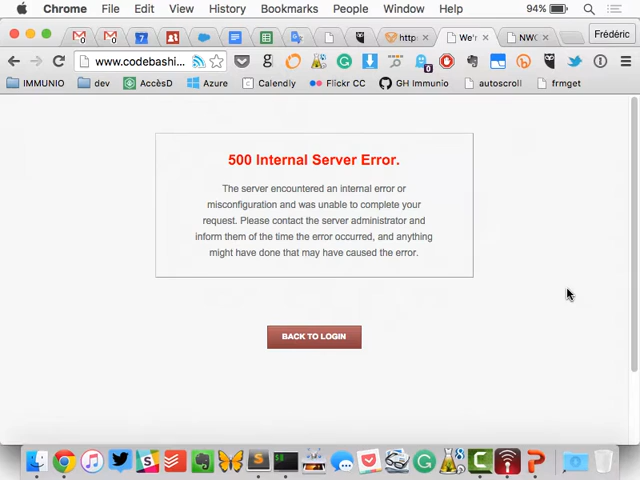 Chrome File Edit View History Bookmarks People Window Help 94%
http We'r NWC Frédéric
www.codebashi...
IMMUNIO dev AccèsD Azure Calendly Flickr CC GH Immunio autoscroll frmget
500 Internal Server Error.
The server encountered an internal error or
misconfiguration and was unable to complete your
request. Please contact the server administrator and
inform them of the time the error occurred, and anything
might have done that may have caused the error.
BACK TO LOGIN